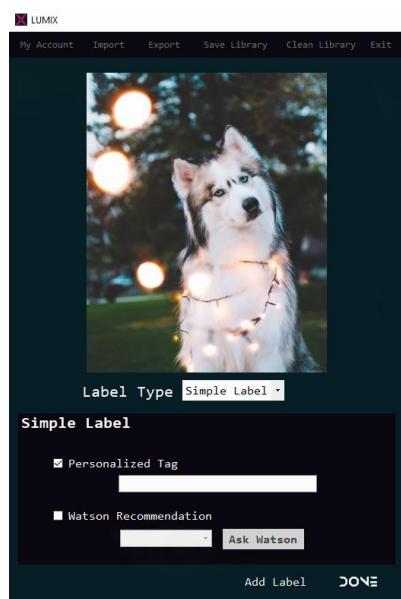 LUMIX
My Account Import Export Save Library Clean Library Exit
Label Type Simple Label
Simple Label
Personalized Tag
Watson Recommendation
Ask Watson
Add Label DONE